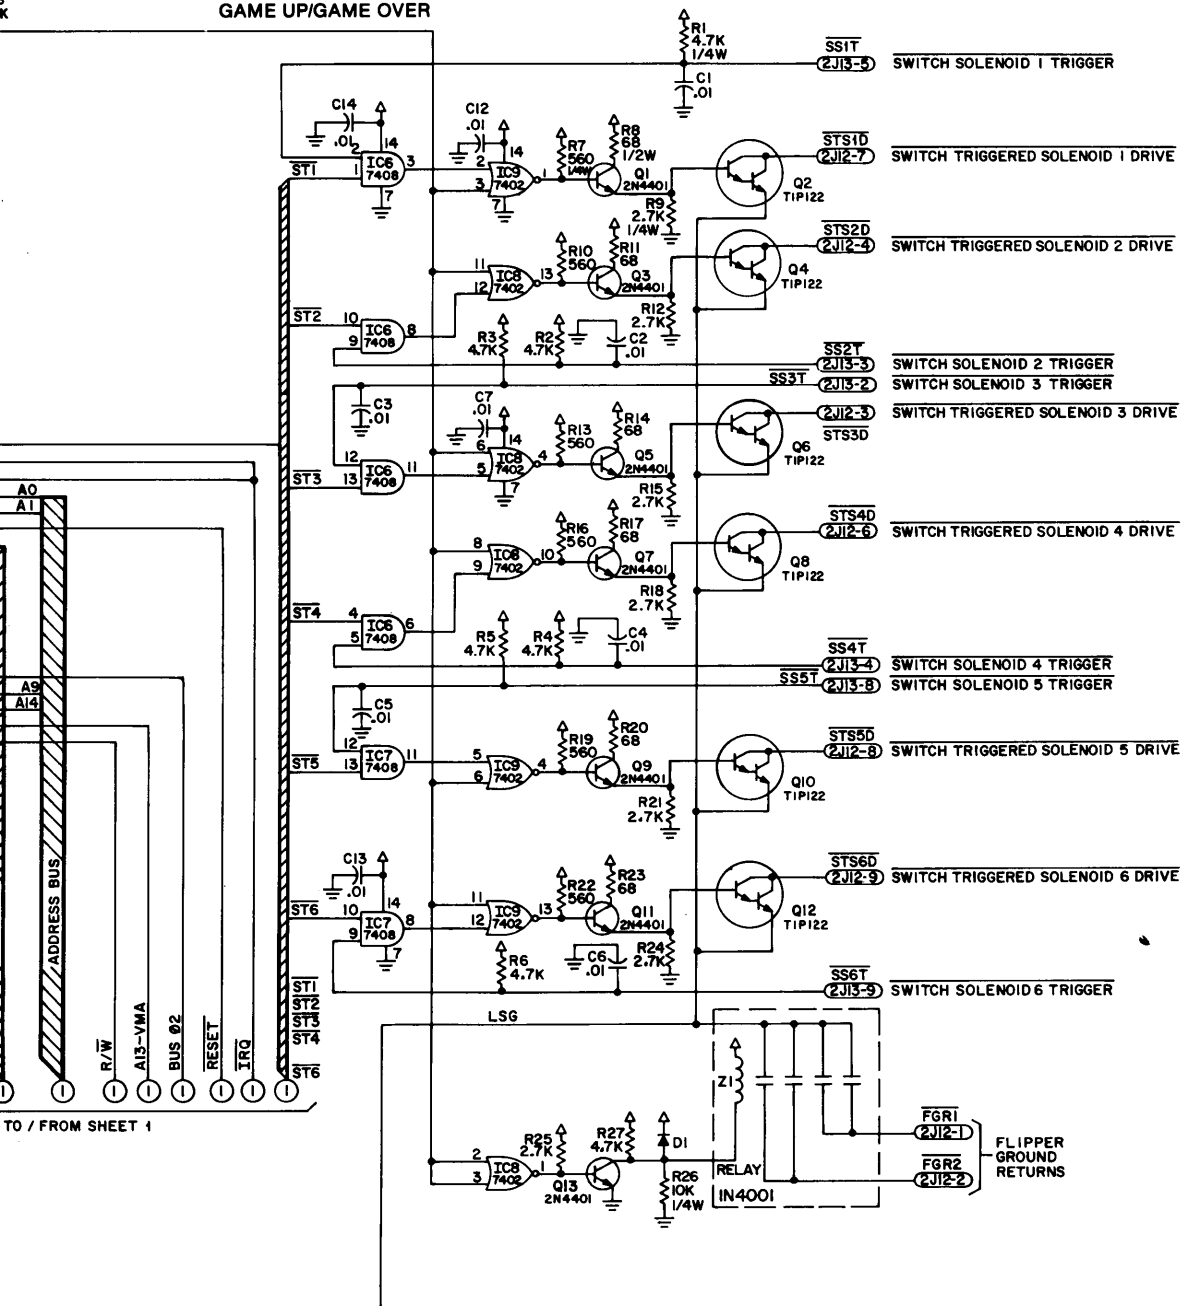 K
GAME UP/GAME OVER
R1
4.7K
1/4W
SS1T
2J13-5 SWITCH SOLENOID 1 TRIGGER
C1
.01
C14
.01
14
2
1
IC6
7408
3
7
ST1
C12
.01
14
2
3
IC9
7402
1
7
R7
560
1/4W
R8
68
1/2W
Q1
2N4401
R9
2.7K
1/4W
Q2
TIP122
STS1D
2J12-7 SWITCH TRIGGERED SOLENOID 1 DRIVE
11
12
IC8
7402
13
R10
560
R11
68
Q3
2N4401
R12
2.7K
Q4
TIP122
STS2D
2J12-4 SWITCH TRIGGERED SOLENOID 2 DRIVE
ST2
10
9
IC6
7408
8
R3
4.7K
R2
4.7K
C2
.01
SS2T
2J13-3 SWITCH SOLENOID 2 TRIGGER
SS3T
2J13-2 SWITCH SOLENOID 3 TRIGGER
2J12-3 SWITCH TRIGGERED SOLENOID 3 DRIVE
STS3D
C3
.01
C7
.01
14
6
5
IC8
7402
4
7
R13
560
R14
68
Q5
2N4401
R15
2.7K
Q6
TIP122
ST3
12
13
IC6
7408
11
A0
A1
8
9
IC8
7402
10
R16
560
R17
68
Q7
2N4401
R18
2.7K
Q8
TIP122
STS4D
2J12-6 SWITCH TRIGGERED SOLENOID 4 DRIVE
ST4
4
5
IC6
7408
6
R5
4.7K
R4
4.7K
C4
.01
SS4T
2J13-4 SWITCH SOLENOID 4 TRIGGER
SS5T
2J13-8 SWITCH SOLENOID 5 TRIGGER
A9
A14
C5
.01
ST5
12
13
IC7
7408
11
5
6
IC9
7402
4
R19
560
R20
68
Q9
2N4401
R21
2.7K
Q10
TIP122
STS5D
2J12-8 SWITCH TRIGGERED SOLENOID 5 DRIVE
C13
.01
14
ST6
10
9
IC7
7408
8
7
11
12
IC9
7402
13
R22
560
R23
68
Q11
2N4401
R24
2.7K
Q12
TIP122
STS6D
2J12-9 SWITCH TRIGGERED SOLENOID 6 DRIVE
R6
4.7K
C6
.01
SS6T
2J13-9 SWITCH SOLENOID 6 TRIGGER
ADDRESS BUS
R/W
A13-VMA
BUS Ø2
RESET
IRQ
ST1
ST2
ST3
ST4
ST6
1
1
1
1
1
1
1
1
TO / FROM SHEET 1
LSG
2
3
IC8
7402
1
R25
2.7K
Q13
2N4401
R27
4.7K
D1
R26
10K
1/4W
Z1
RELAY
IN4001
FGR1
2J12-1
FGR2
2J12-2
FLIPPER
GROUND
RETURNS